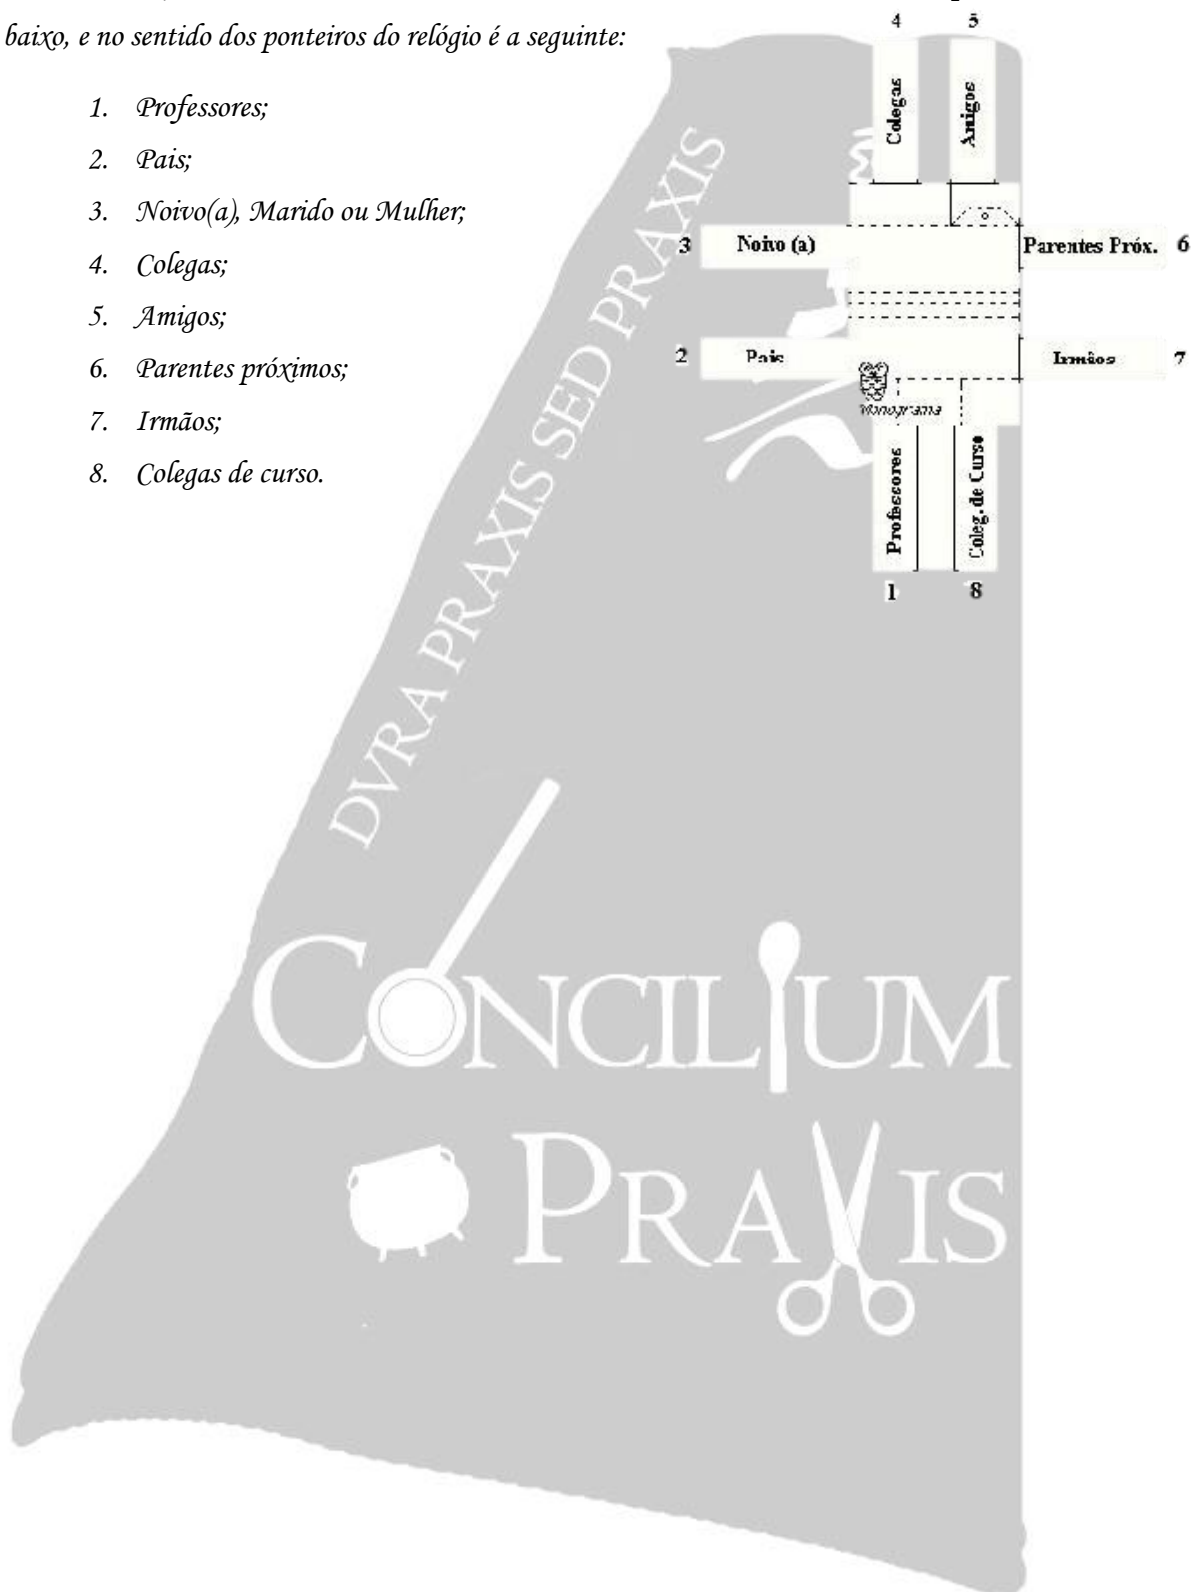 baixo, e no sentido dos ponteiros do relógio é a seguinte:
1. Professores;
2. Pais;
3. Noivo(a), Marido ou Mulher;
4. Colegas;
5. Amigos;
6. Parentes próximos;
7. Irmãos;
8. Colegas de curso.
4 5
Colegas
Amigos
3 Noivo (a)
Parentes Próx. 6
2 Pais
Irmãos 7
Monograma
Professores
Coleg. de Curso
1 8
DVRA PRAXIS SED PRAXIS
CONCILIUM
PRAXIS